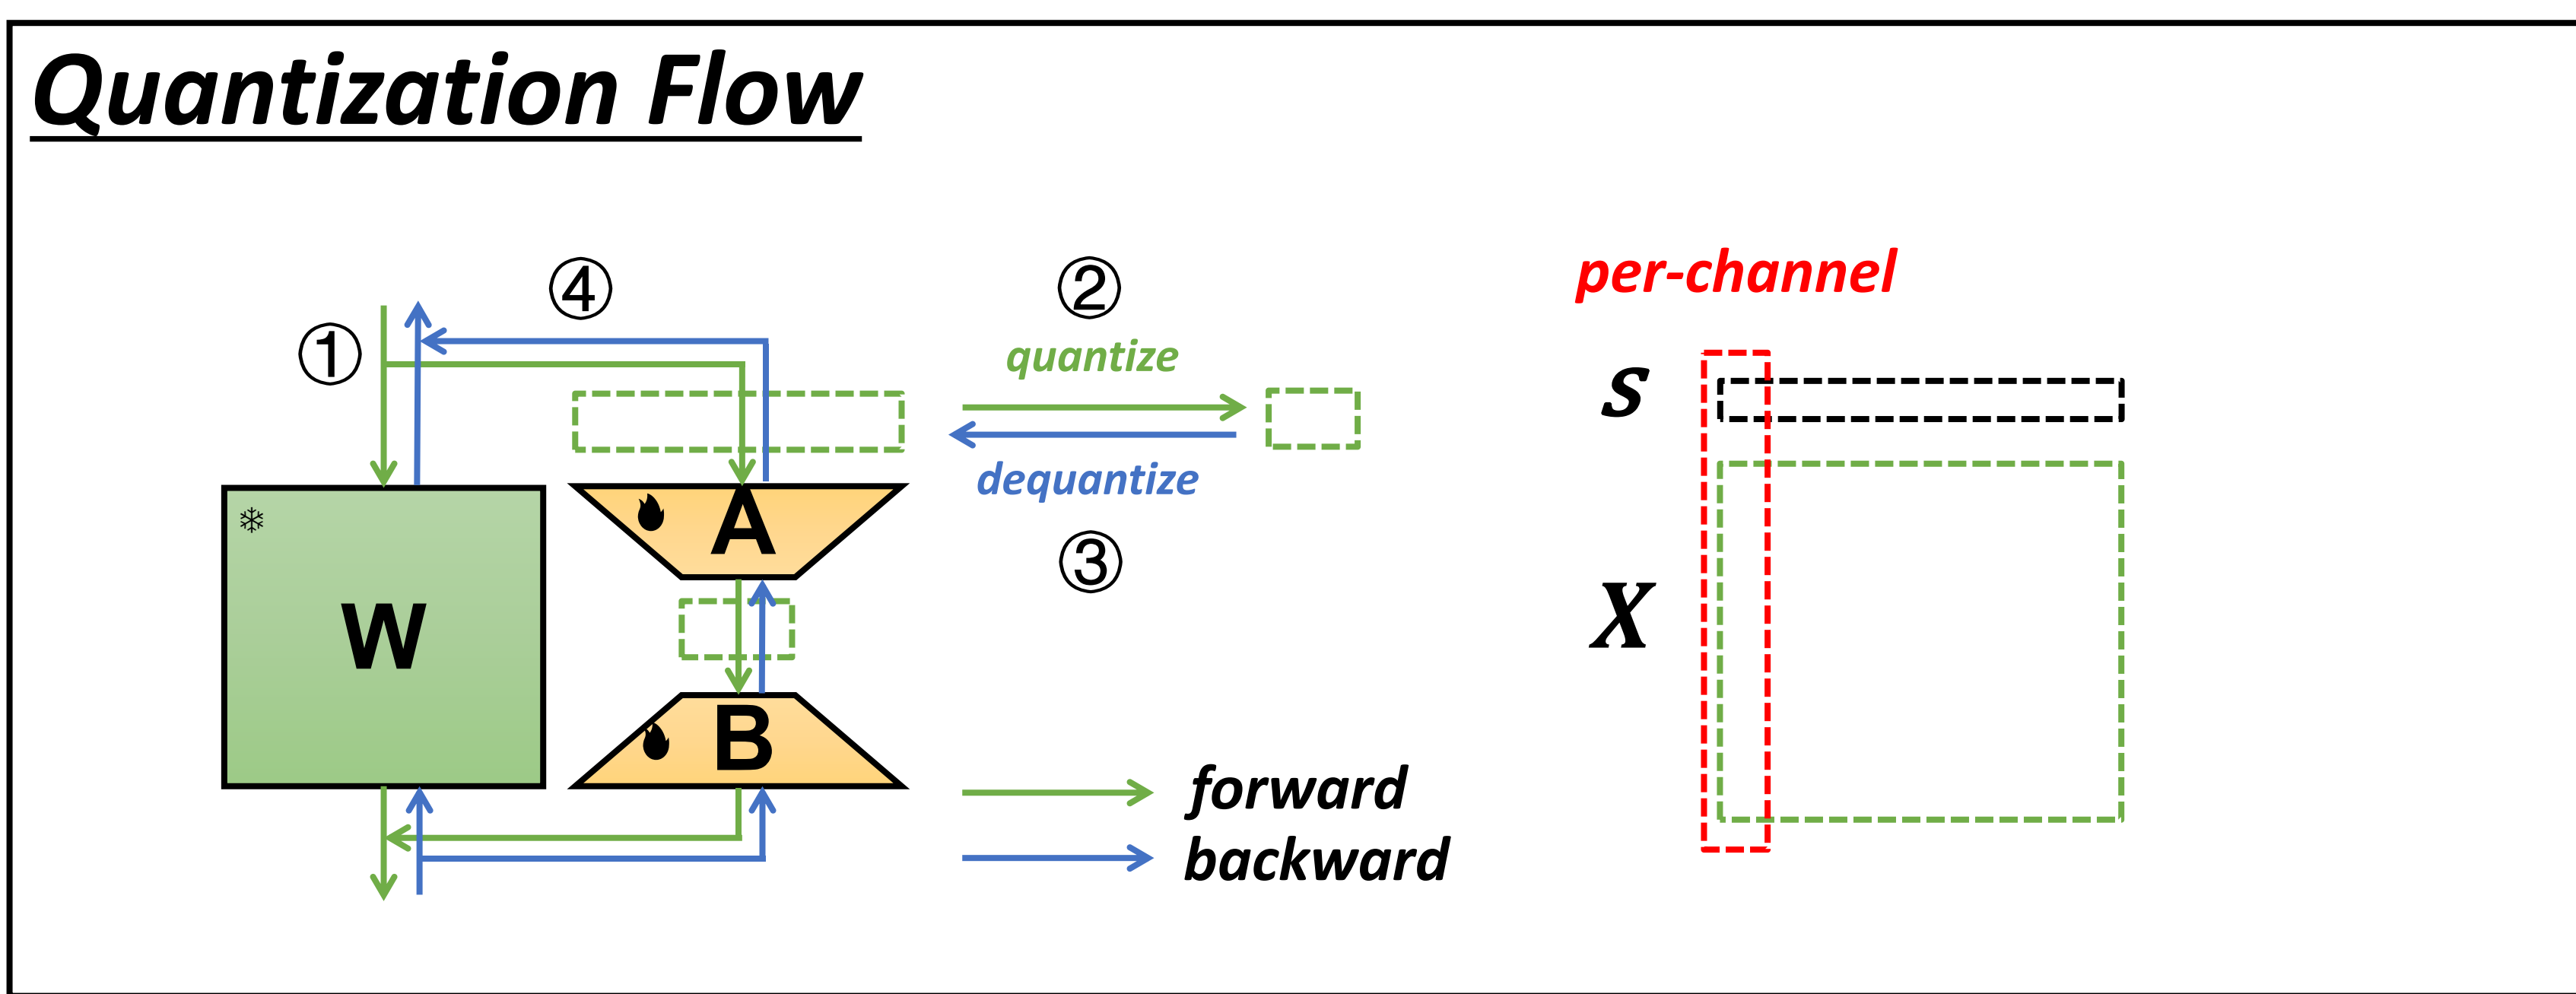 Quantization Flow
④
②
per-channel
①
quantize
s
dequantize
A
③
W
X
B
forward
backward